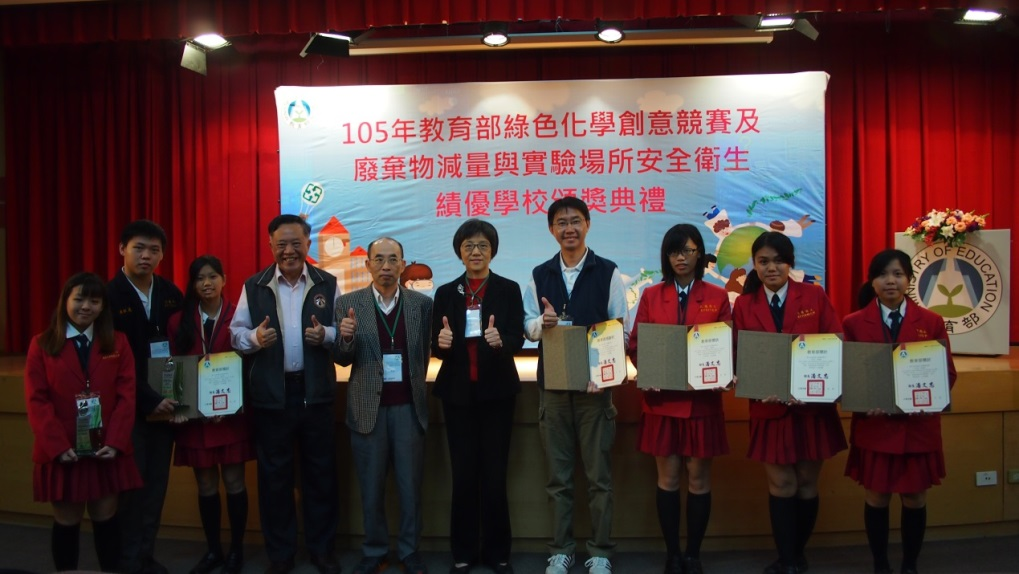 105年教育部綠色化學創意競賽及
廢棄物減量與實驗場所安全衛生
績優學校頒獎典禮
MINISTRY OF EDUCATION
育部